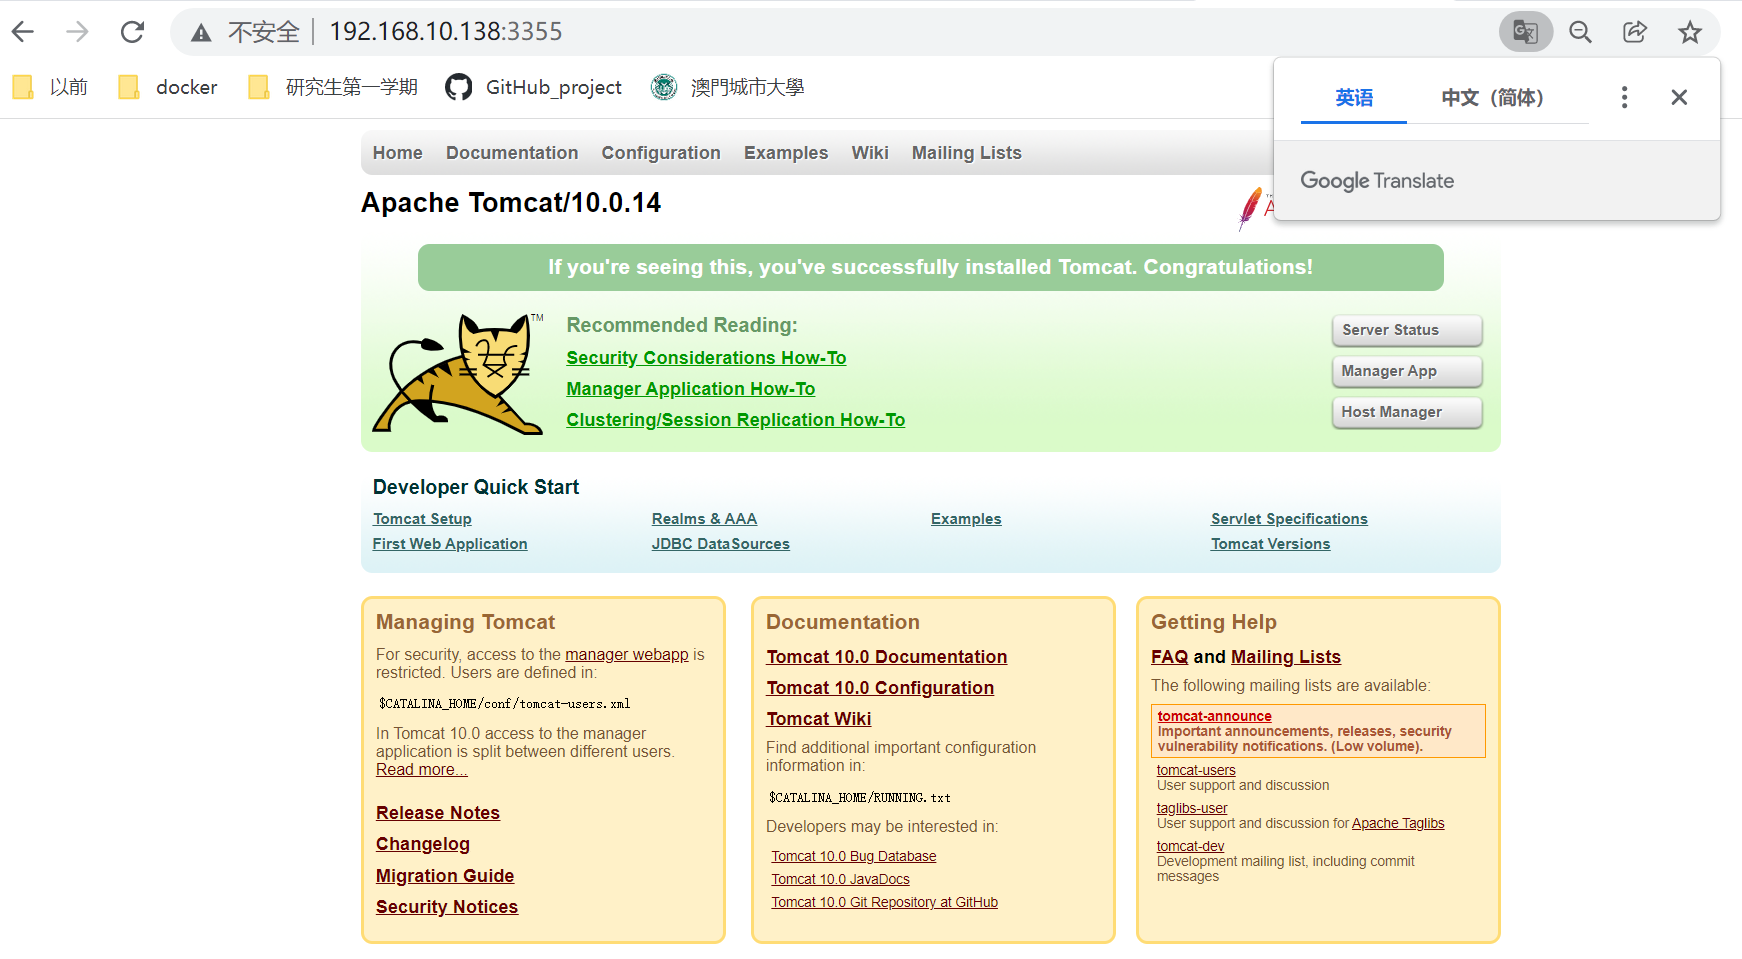 不安全 192.168.10.138:3355
以前 docker 研究生第一学期 GitHub_project 澳門城市大學
英语 中文（简体）
Google Translate
Home Documentation Configuration Examples Wiki Mailing Lists
Apache Tomcat/10.0.14
If you're seeing this, you've successfully installed Tomcat. Congratulations!
TM
Recommended Reading:
Security Considerations How-To
Manager Application How-To
Clustering/Session Replication How-To
Server Status
Manager App
Host Manager
Developer Quick Start
Tomcat Setup
First Web Application
Realms & AAA
JDBC DataSources
Examples
Servlet Specifications
Tomcat Versions
Managing Tomcat
For security, access to the manager webapp is
restricted. Users are defined in:
$CATALINA_HOME/conf/tomcat-users.xml
In Tomcat 10.0 access to the manager
application is split between different users.
Read more...
Release Notes
Changelog
Migration Guide
Security Notices
Documentation
Tomcat 10.0 Documentation
Tomcat 10.0 Configuration
Tomcat Wiki
Find additional important configuration
information in:
$CATALINA_HOME/RUNNING.txt
Developers may be interested in:
Tomcat 10.0 Bug Database
Tomcat 10.0 JavaDocs
Tomcat 10.0 Git Repository at GitHub
Getting Help
FAQ and Mailing Lists
The following mailing lists are available:
tomcat-announce
Important announcements, releases, security
vulnerability notifications. (Low volume).
tomcat-users
User support and discussion
taglibs-user
User support and discussion for Apache Taglibs
tomcat-dev
Development mailing list, including commit
messages